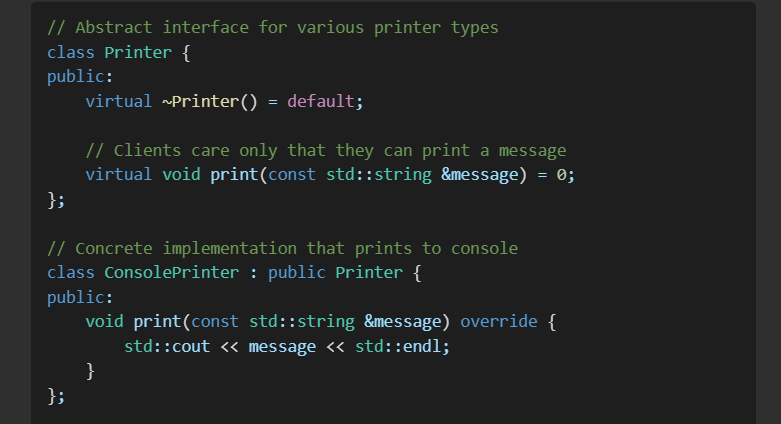 // Abstract interface for various printer types
class Printer {
public:
    virtual ~Printer() = default;

    // Clients care only that they can print a message
    virtual void print(const std::string &message) = 0;
};

// Concrete implementation that prints to console
class ConsolePrinter : public Printer {
public:
    void print(const std::string &message) override {
        std::cout << message << std::endl;
    }
};